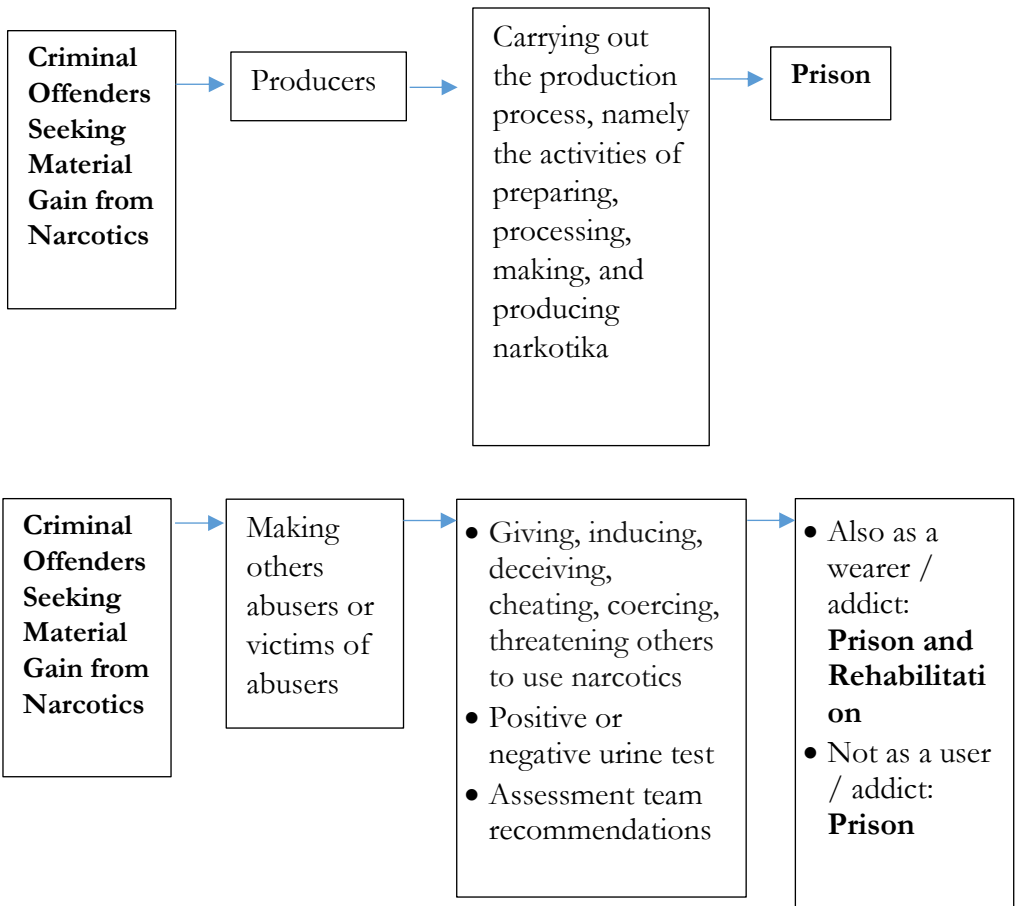 Criminal
Offenders
Seeking
Material
Gain from
Narcotics
Producers
Carrying out
the production
process, namely
the activities of
preparing,
processing,
making, and
producing
narkotika
Prison
Criminal
Offenders
Seeking
Material
Gain from
Narcotics
Making
others
abusers or
victims of
abusers
• Giving, inducing,
deceiving,
cheating, coercing,
threatening others
to use narcotics
• Positive or
negative urine test
• Assessment team
recommendations
• Also as a
wearer /
addict:
Prison and
Rehabilitati
on
• Not as a user
/ addict:
Prison